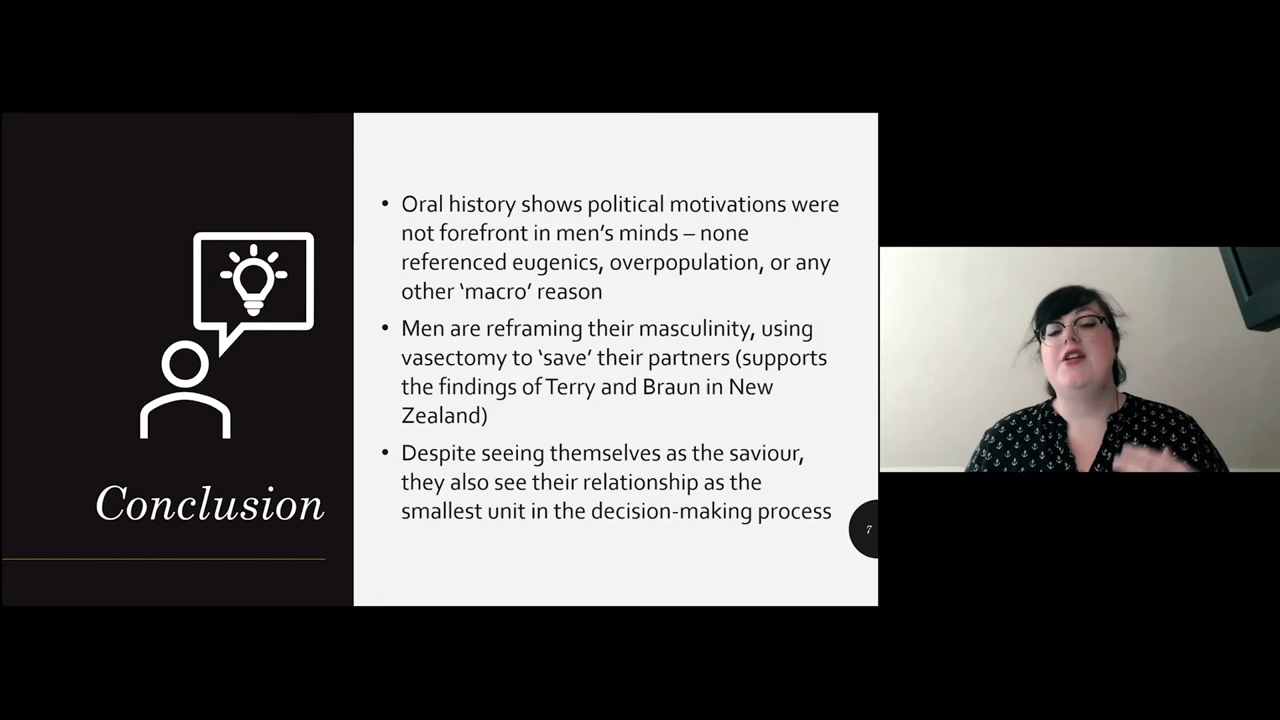 Conclusion
• Oral history shows political motivations were
not forefront in men’s minds – none
referenced eugenics, overpopulation, or any
other ‘macro’ reason
• Men are reframing their masculinity, using
vasectomy to ‘save’ their partners (supports
the findings of Terry and Braun in New
Zealand)
• Despite seeing themselves as the saviour,
they also see their relationship as the
smallest unit in the decision-making process
7